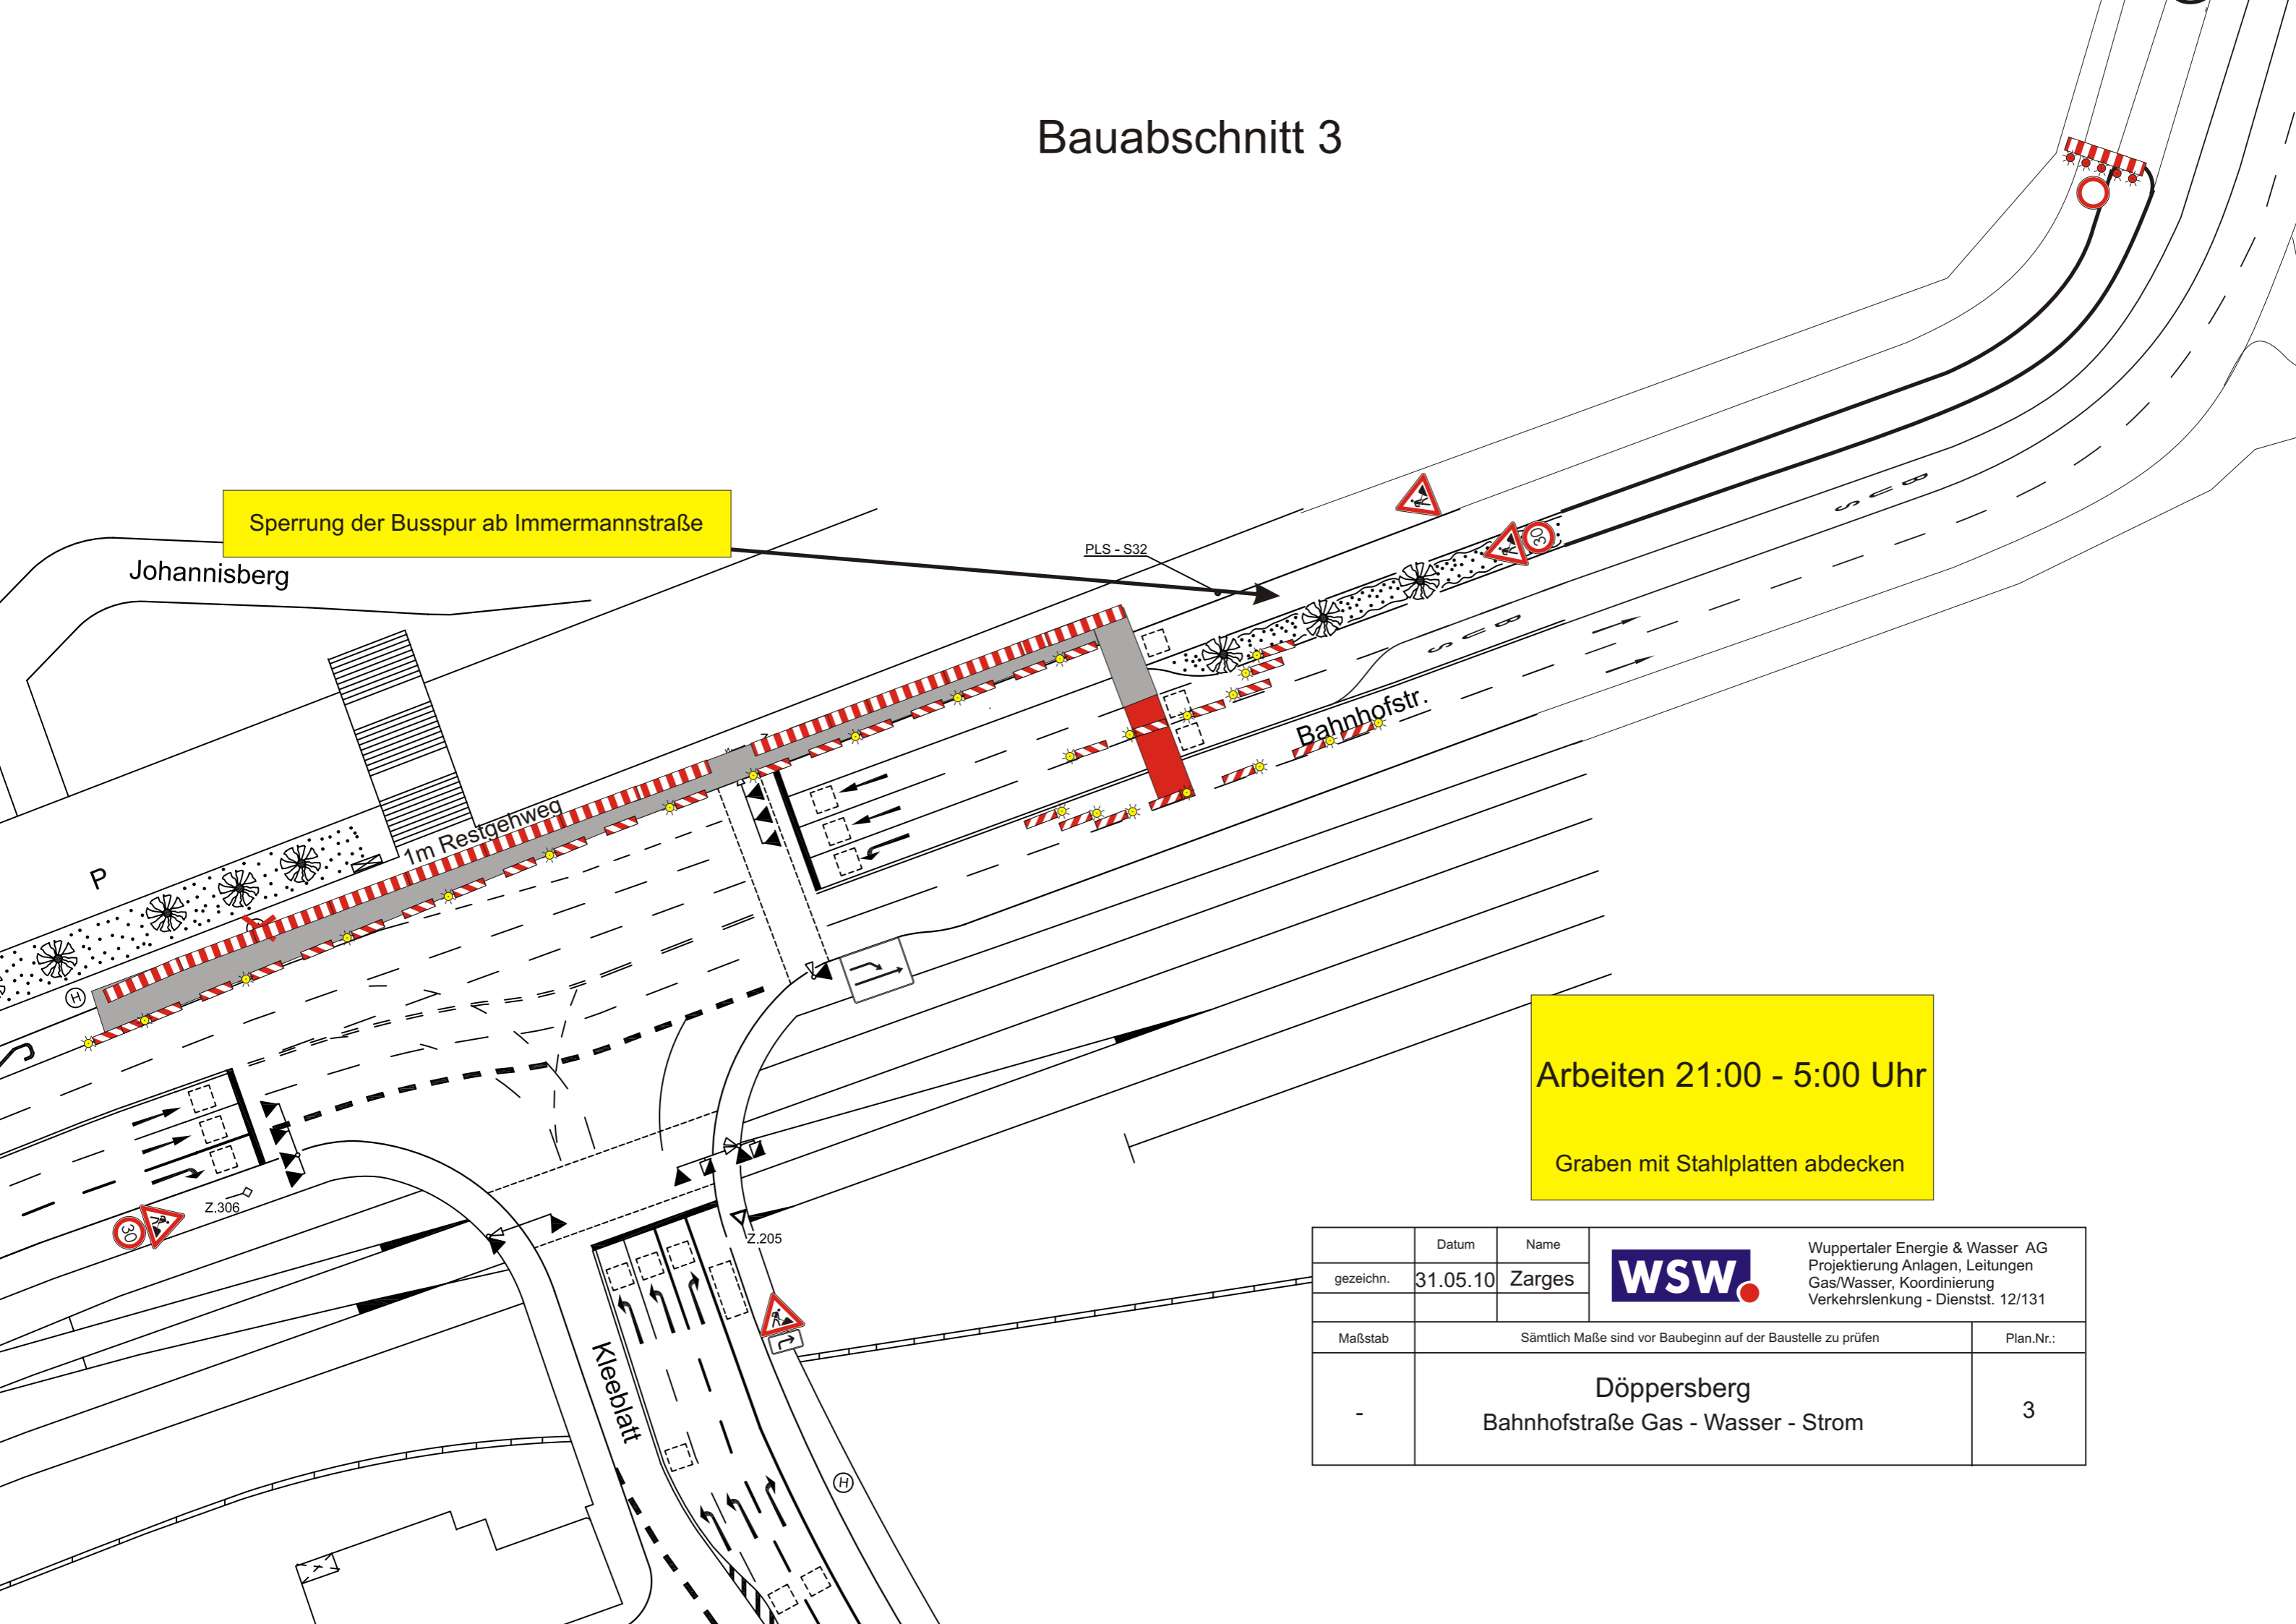 Bauabschnitt 3
Sperrung der Busspur ab Immermannstraße
Johannisberg
PLS - S32
30
BUS
BUS
Bahnhofstr.
1m Restgehweg
P
H
Z.306
30
Z.205
Kleeblatt
H
Arbeiten 21:00 - 5:00 Uhr
Graben mit Stahlplatten abdecken
Datum
Name
gezeichn.
31.05.10
Zarges
WSW.
Wuppertaler Energie & Wasser AG
Projektierung Anlagen, Leitungen
Gas/Wasser, Koordinierung
Verkehrslenkung - Dienstst. 12/131
Maßstab
Sämtlich Maße sind vor Baubeginn auf der Baustelle zu prüfen
Plan.Nr.:
-
Döppersberg
Bahnhofstraße Gas - Wasser - Strom
3